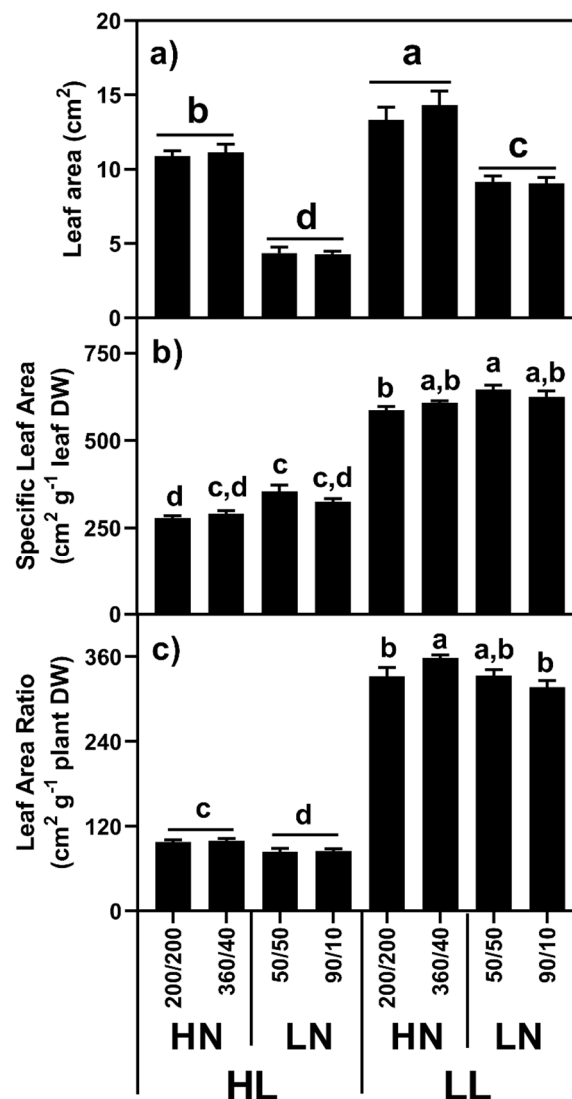 a)
Leaf area (cm²)
20
15
10
5
0
b
d
a
c
b)
Specific Leaf Area
(cm² g⁻¹ leaf DW)
750
500
250
0
d
c,d
c
c,d
b
a,b
a
a,b
c)
Leaf Area Ratio
(cm² g⁻¹ plant DW)
360
240
120
0
c
d
b
a
a,b
b
200/200 360/40 50/50 90/10 200/200 360/40 50/50 90/10
HN LN HN LN
HL LL